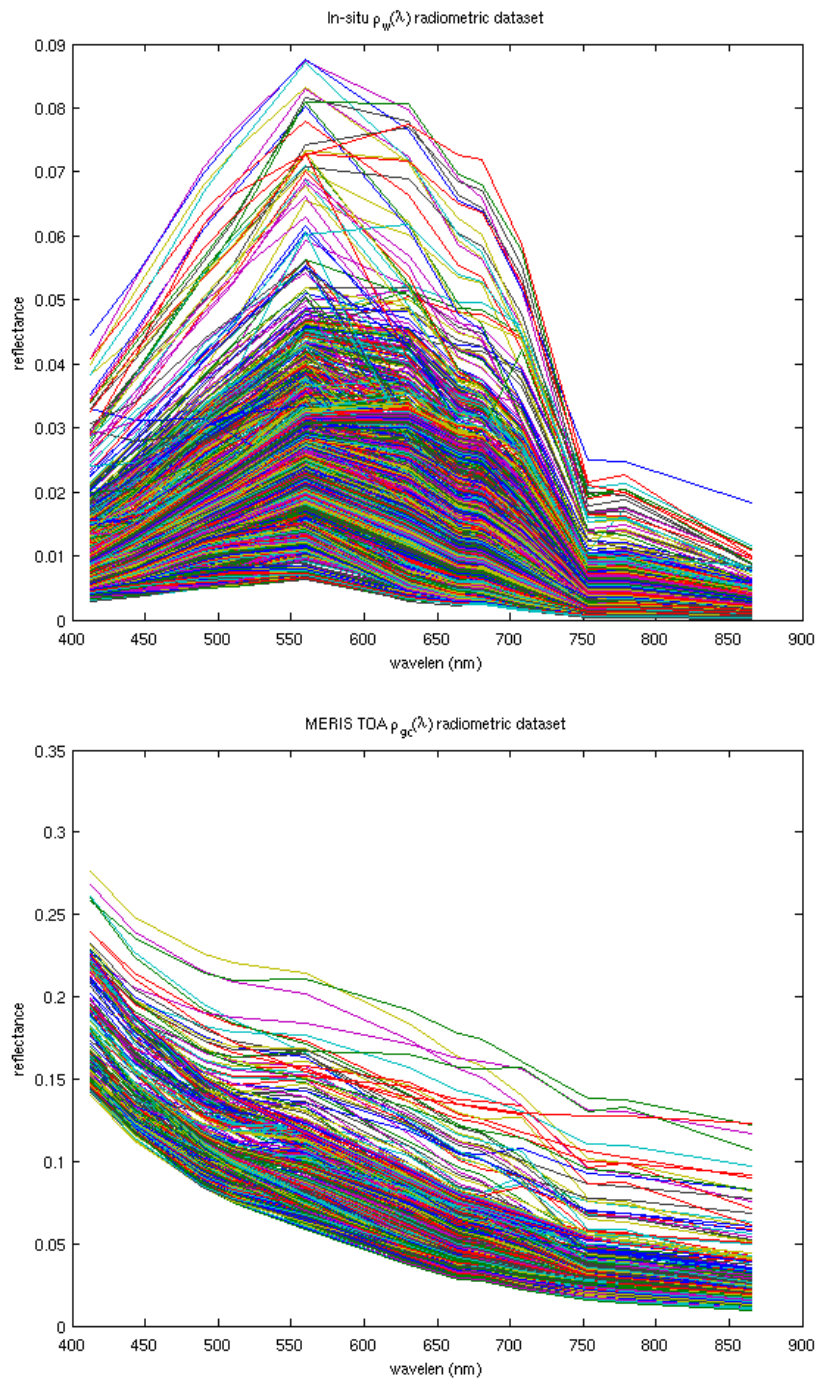 In-situ ρw(λ) radiometric dataset
0.09
0.08
0.07
0.06
0.05
0.04
0.03
0.02
0.01
0
reflectance
400 450 500 550 600 650 700 750 800 850 900
wavelen (nm)
MERIS TOA ρgc(λ) radiometric dataset
0.35
0.3
0.25
0.2
0.15
0.1
0.05
0
reflectance
400 450 500 550 600 650 700 750 800 850 900
wavelen (nm)